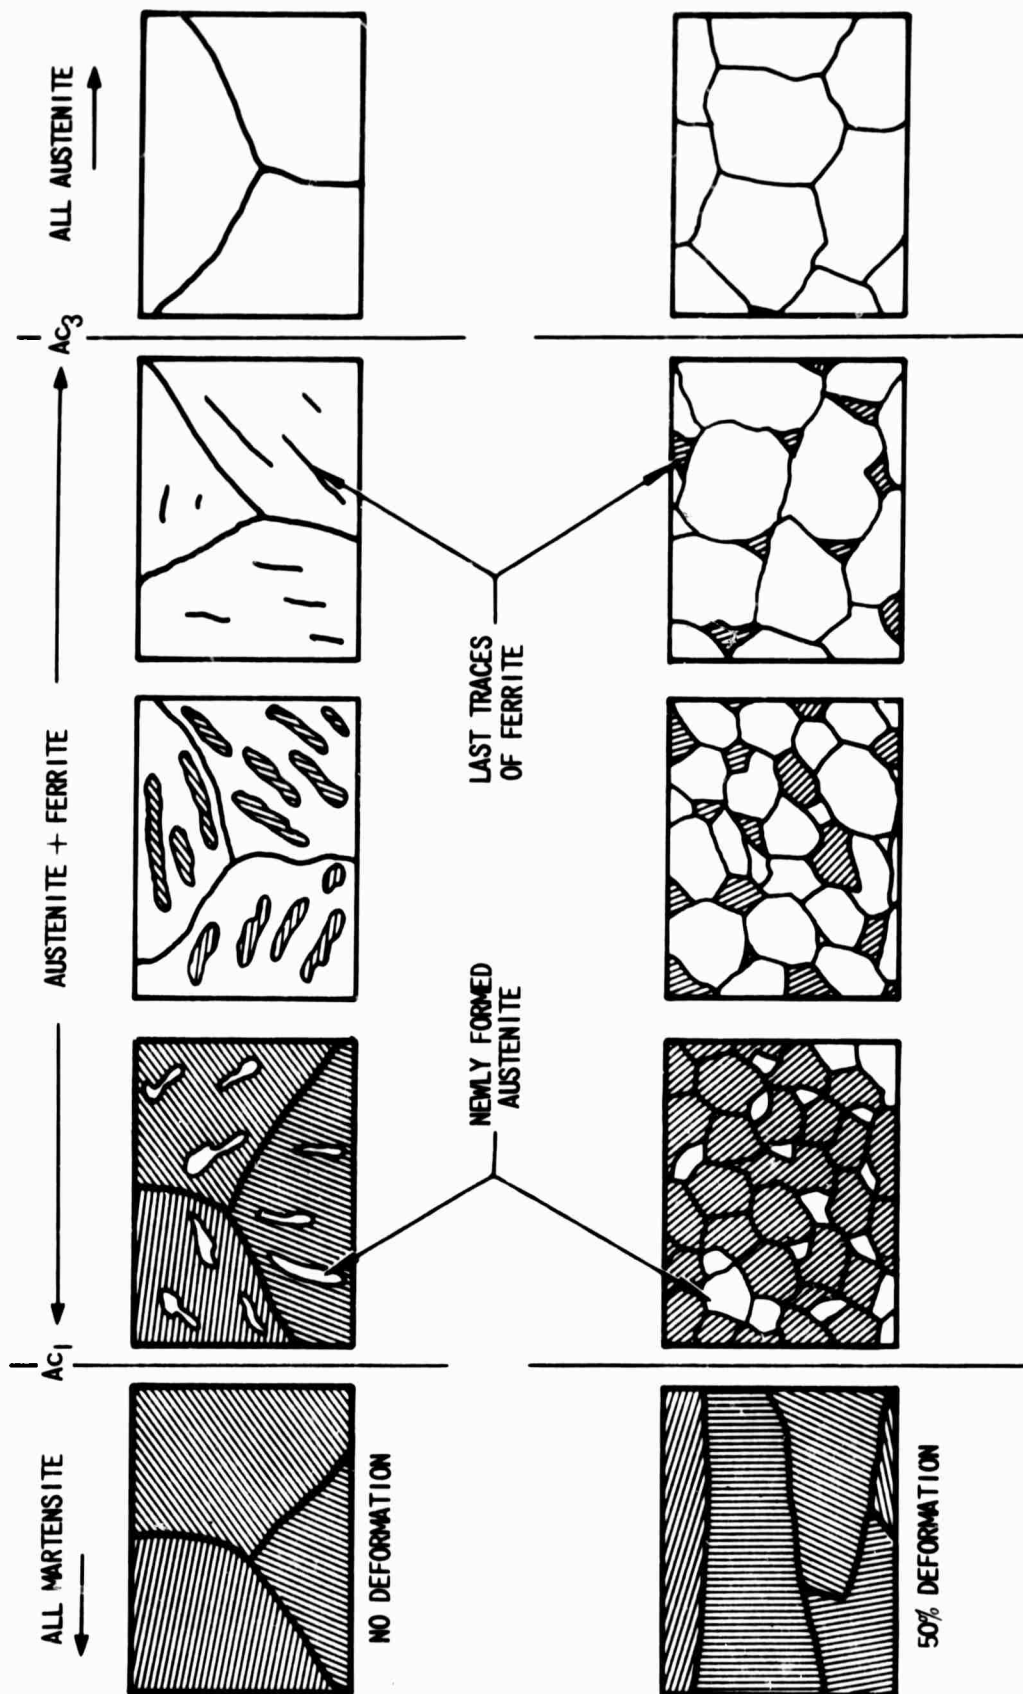 ALL MARTENSITE
Ac1
AUSTENITE + FERRITE
Ac3
ALL AUSTENITE
NO DEFORMATION
NEWLY FORMED
AUSTENITE
LAST TRACES
OF FERRITE
50% DEFORMATION